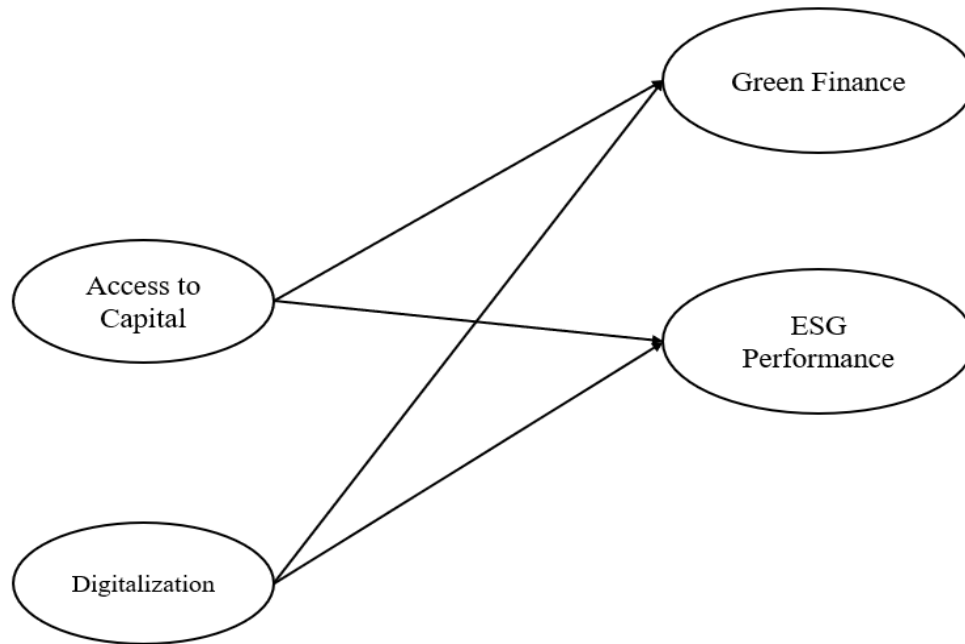 Green Finance
Access to
Capital
ESG
Performance
Digitalization